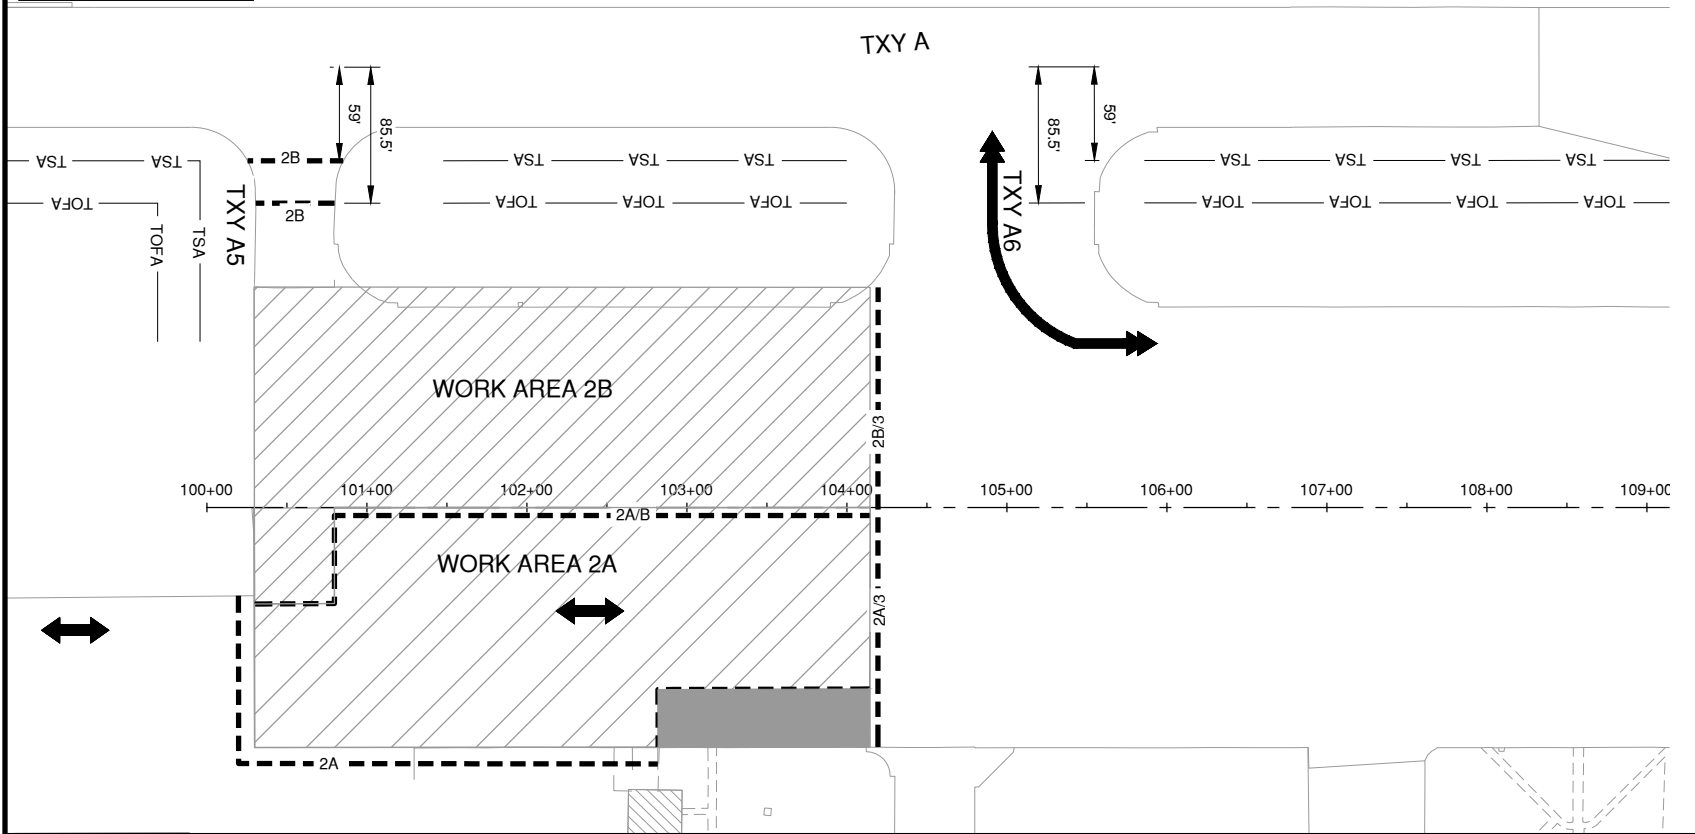 TXY A
59'
85.5'
85.5'
59'
2B
TSA
TSA
TSA
TSA
TSA
TSA
TSA
TSA
TSA
TOFA
2B
TOFA
TOFA
TOFA
TOFA
TOFA
TOFA
TOFA
TOFA
TSA
TXY A5
TXY A6
WORK AREA 2B
2B/3
100+00
101+00
102+00
103+00
104+00
105+00
106+00
107+00
108+00
109+0
2A/B
WORK AREA 2A
2A/3
2A